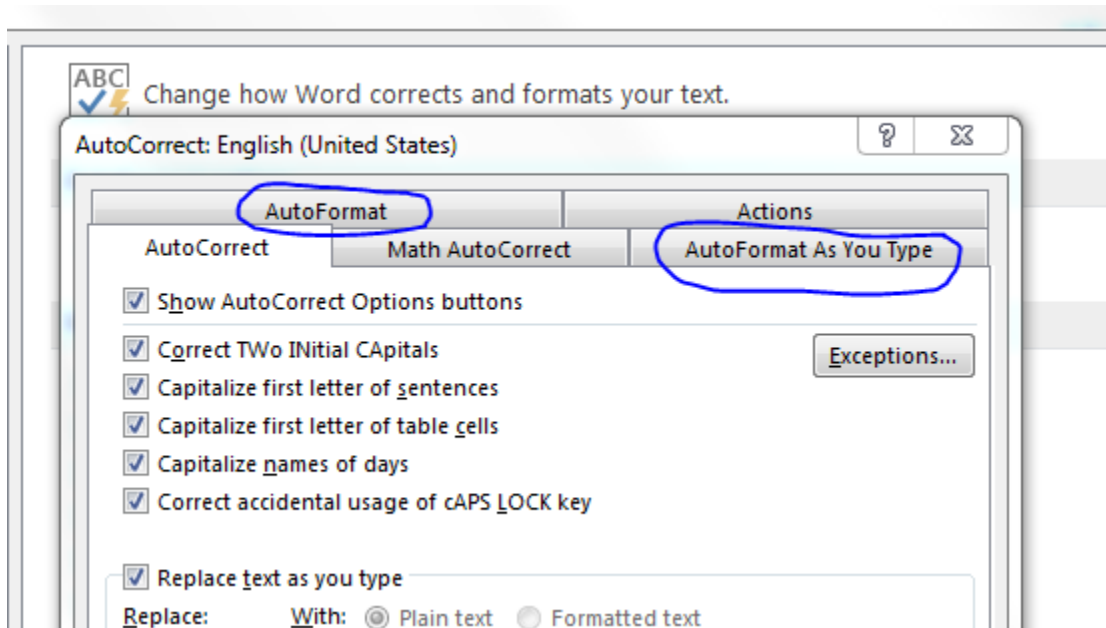 ABC
Change how Word corrects and formats your text.
AutoCorrect: English (United States)
AutoFormat Actions
AutoCorrect Math AutoCorrect AutoFormat As You Type
Show AutoCorrect Options buttons
Correct TWo INitial CApitals
Exceptions...
Capitalize first letter of sentences
Capitalize first letter of table cells
Capitalize names of days
Correct accidental usage of cAPS LOCK key
Replace text as you type
Replace: With: Plain text Formatted text